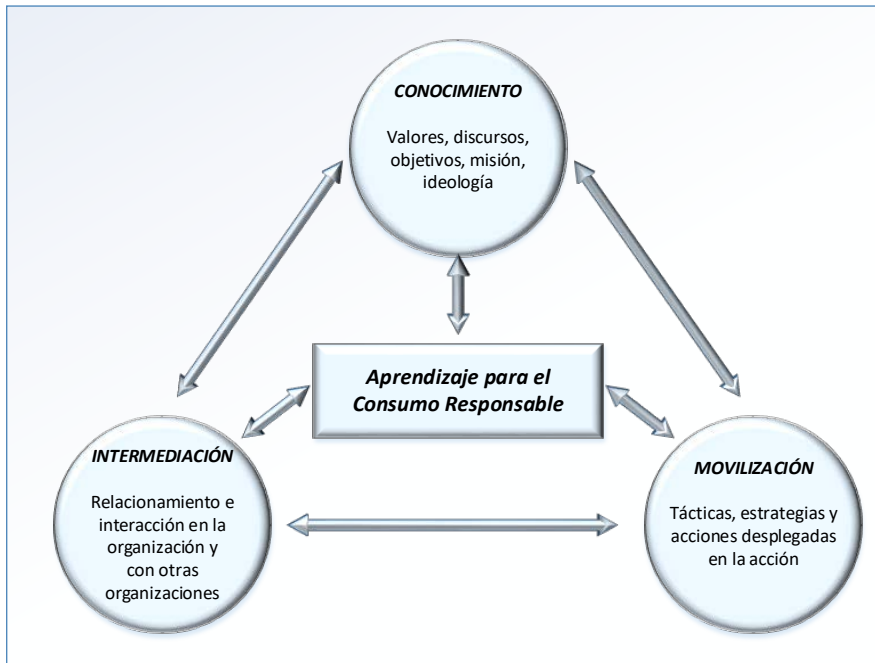 CONOCIMIENTO
Valores, discursos,
objetivos, misión,
ideología
Aprendizaje para el
Consumo Responsable
INTERMEDIACIÓN
Relacionamiento e
interacción en la
organización y
con otras
organizaciones
MOVILIZACIÓN
Tácticas, estrategias y
acciones desplegadas
en la acción